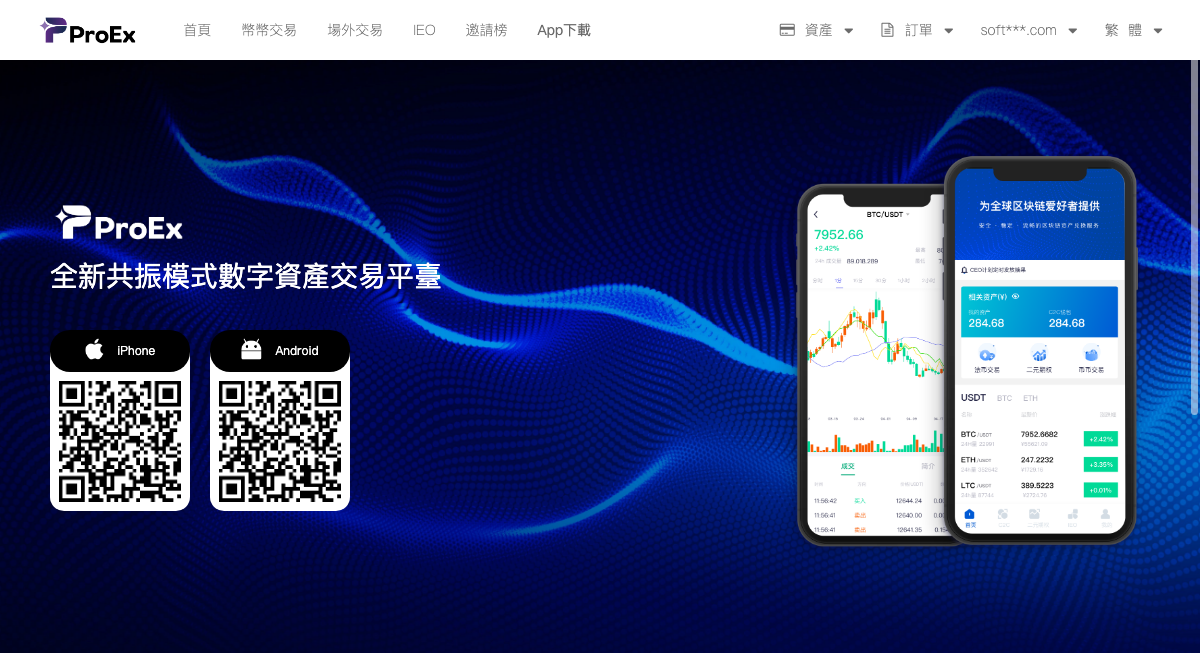 ProEx
首頁
幣幣交易
場外交易
IEO
邀請榜
App下載
資產
訂單
soft***.com
繁 體
ProEx
全新共振模式數字資產交易平臺
iPhone
Android
BTC/USDT
7952.66
+2.42%
89,018.289
成交
簡介
11:56:42 买入 12644.24
11:56:41 卖出 12640.00
11:56:41 卖出 12641.35
为全球区块链爱好者提供
安全 · 稳定 · 流畅的区块链资产兑换服务
相关资产(¥)
284.68
284.68
法币交易
二元期权
币币交易
USDT BTC ETH
BTC/USDT 7952.6682 +2.42%
ETH/USDT 247.2232 +3.39%
LTC/USDT 389.5223 +0.01%
首页